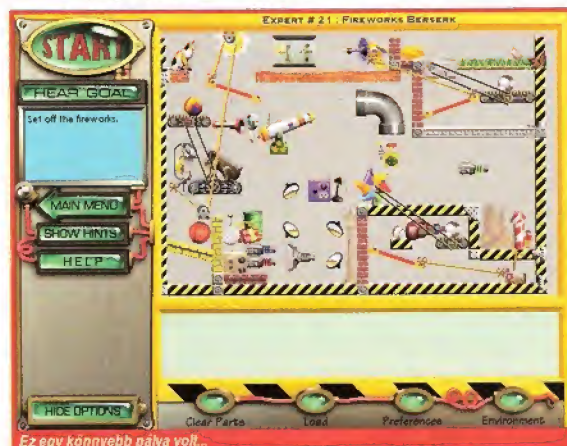 EXPERT # 21 : FIREWORKS BERSERK
START
HEAR GOAL
Set off the fireworks.
MAIN MENU
SHOW HINTS
HELP
HIDE OPTIONS
Clear Parts
Load
Preferences
Environment
Ez egy könnyebb pálya volt...